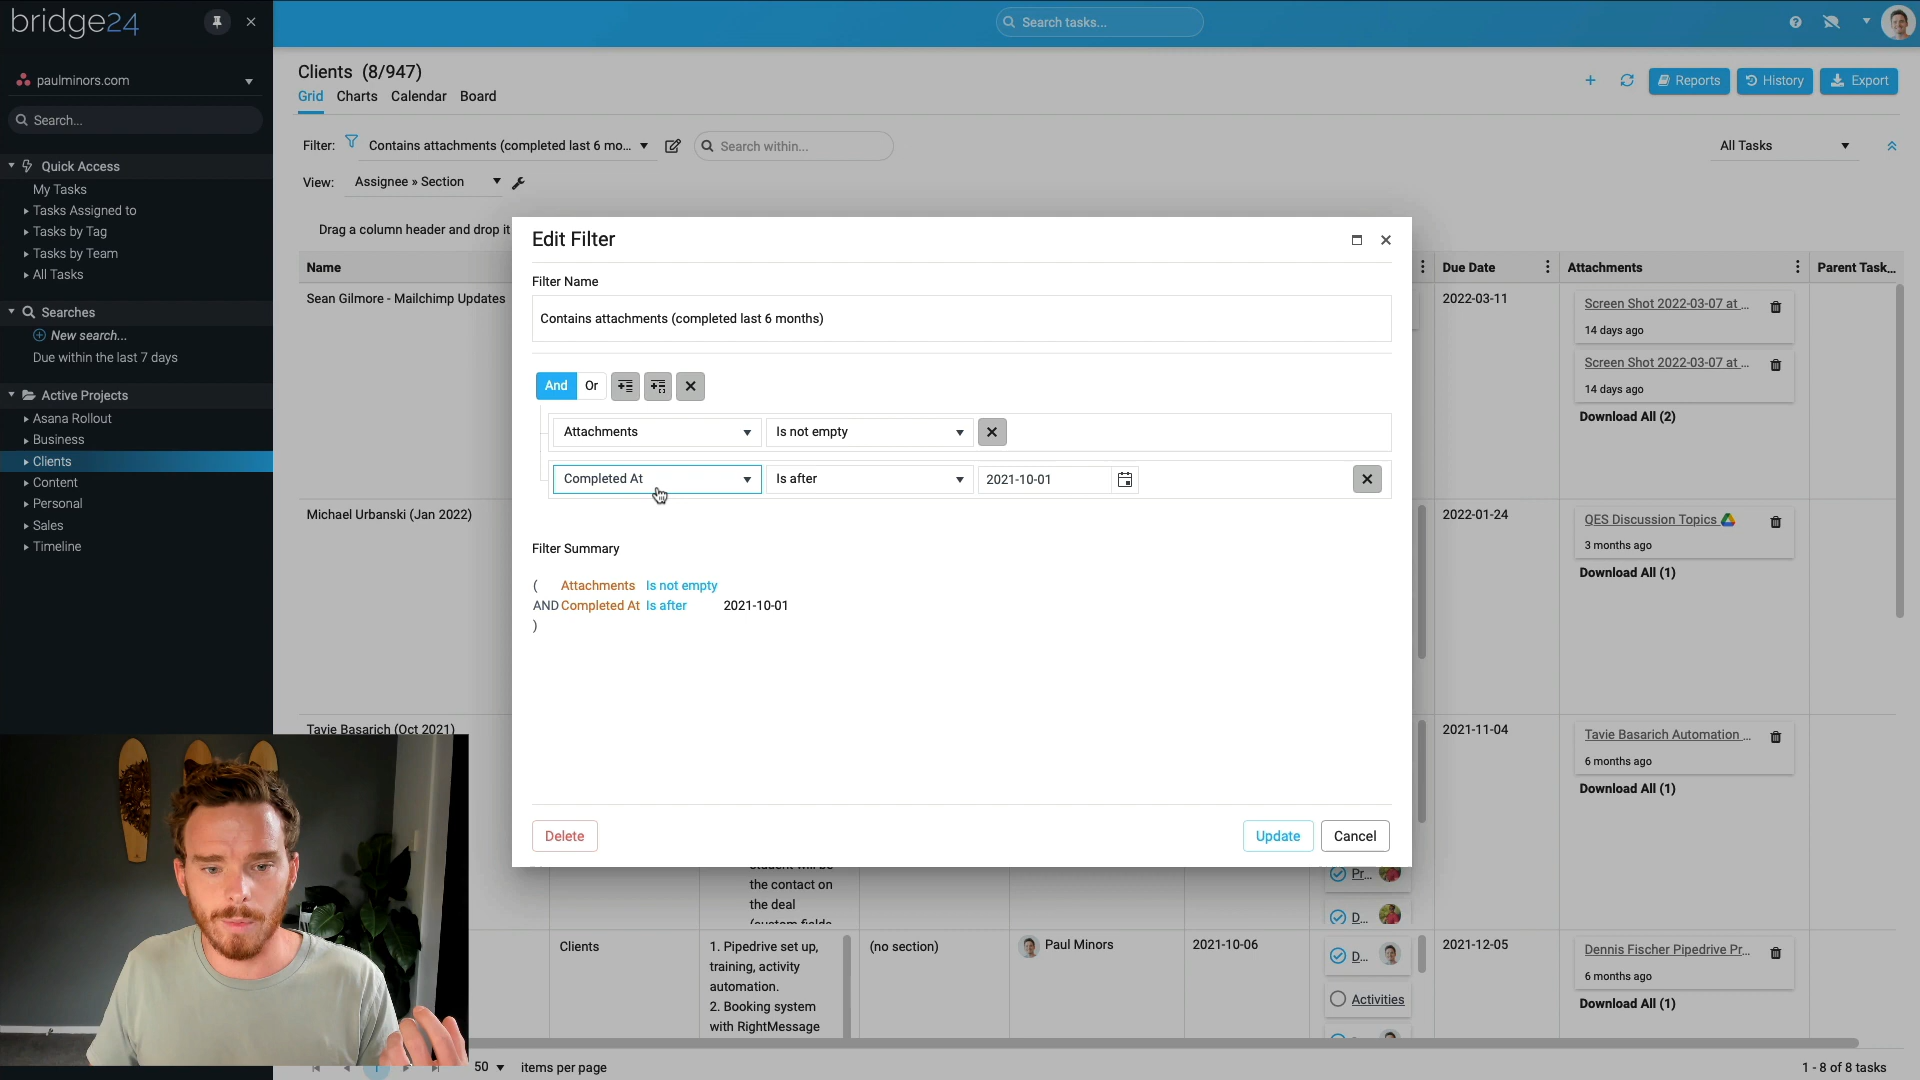 bridge24
Search tasks...
paulminors.com
Search...
Quick Access
My Tasks
Tasks Assigned to
Tasks by Tag
Tasks by Team
All Tasks
Searches
New search...
Due within the last 7 days
Active Projects
Asana Rollout
Business
Clients
Content
Personal
Sales
Timeline
Clients (8/947)
Grid Charts Calendar Board
Reports History Export
Filter: Contains attachments (completed last 6 mo... Search within... All Tasks
View: Assignee » Section
Drag a column header and drop it
Name Due Date Attachments Parent Task...
Sean Gilmore - Mailchimp Updates 2022-03-11
Screen Shot 2022-03-07 at ...
14 days ago
Screen Shot 2022-03-07 at ...
14 days ago
Download All (2)
Michael Urbanski (Jan 2022) 2022-01-24
QES Discussion Topics
3 months ago
Download All (1)
Tavie Basarich (Oct 2021) 2021-11-04
Tavie Basarich Automation ...
6 months ago
Download All (1)
Edit Filter
Filter Name
Contains attachments (completed last 6 months)
And Or
Attachments Is not empty
Completed At Is after 2021-10-01
Filter Summary
( Attachments Is not empty
AND Completed At Is after 2021-10-01
)
Delete Update Cancel
the contact on
the deal
Pr...
D...
Clients
1. Pipedrive set up,
training, activity
automation.
2. Booking system
with RightMessage
(no section) Paul Minors 2021-10-06
D...
Activities
2021-12-05
Dennis Fischer Pipedrive Pr...
6 months ago
Download All (1)
1 50 items per page 1 - 8 of 8 tasks